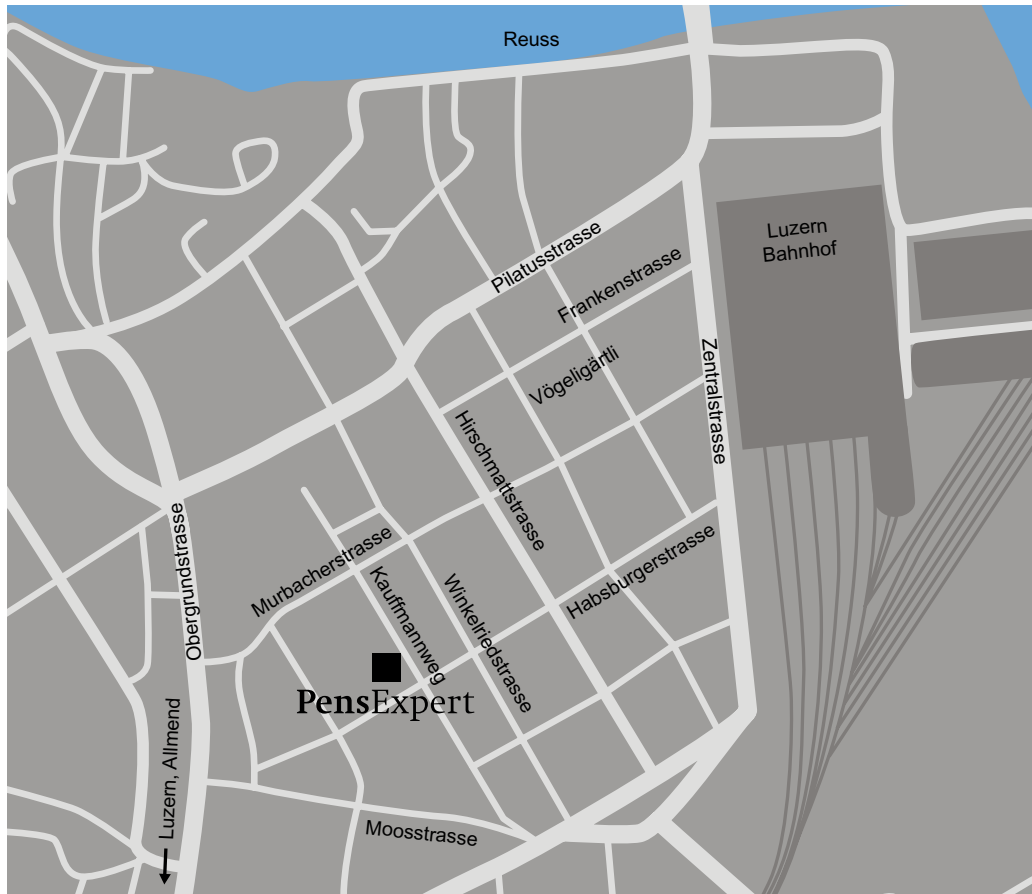 Reuss
Luzern
Bahnhof
Pilatusstrasse
Frankenstrasse
Vögeligärtli
Zentralstrasse
Hirschmattstrasse
Obergrundstrasse
Murbacherstrasse
Kauffmannweg
Winkelriedstrasse
Habsburgerstrasse
PensExpert
Luzern, Allmend
Moosstrasse